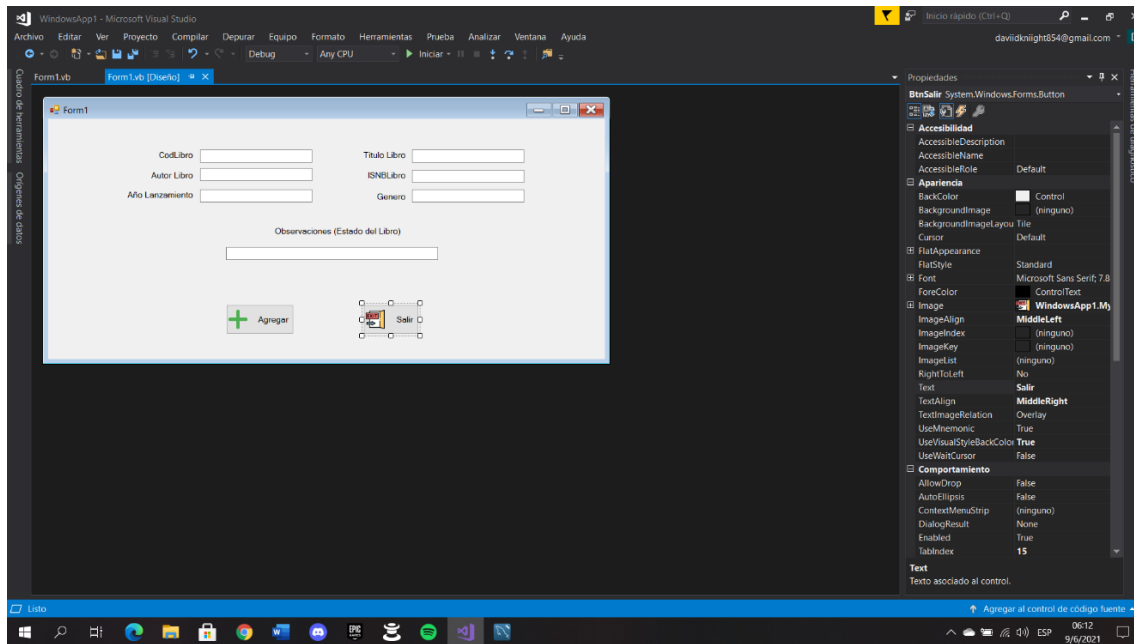 WindowsApp1 - Microsoft Visual Studio
Inicio rápido (Ctrl+Q)
Archivo Editar Ver Proyecto Compilar Depurar Equipo Formato Herramientas Prueba Analizar Ventana Ayuda
daviidkniight854@gmail.com
Debug Any CPU Iniciar
Cuadro de herramientas
Orígenes de datos
Form1.vb Form1.vb [Diseño]
Form1
CodLibro Titulo Libro
Autor Libro ISNBLibro
Año Lanzamiento Genero
Observaciones (Estado del Libro)
Agregar Salir
Propiedades
BtnSalir System.Windows.Forms.Button
Accesibilidad
AccessibleDescription
AccessibleName
AccessibleRole Default
Apariencia
BackColor Control
BackgroundImage (ninguno)
BackgroundImageLayou Tile
Cursor Default
FlatAppearance
FlatStyle Standard
Font Microsoft Sans Serif; 7.8
ForeColor ControlText
Image WindowsApp1.My
ImageAlign MiddleLeft
ImageIndex (ninguno)
ImageKey (ninguno)
ImageList (ninguno)
RightToLeft No
Text Salir
TextAlign MiddleRight
TextImageRelation Overlay
UseMnemonic True
UseVisualStyleBackColor True
UseWaitCursor False
Comportamiento
AllowDrop False
AutoEllipsis False
ContextMenuStrip (ninguno)
DialogResult None
Enabled True
TabIndex 15
Text
Texto asociado al control.
Herramientas de diagnóstico
Listo
Agregar al control de código fuente
EPIC
ESP
06:12
9/6/2021